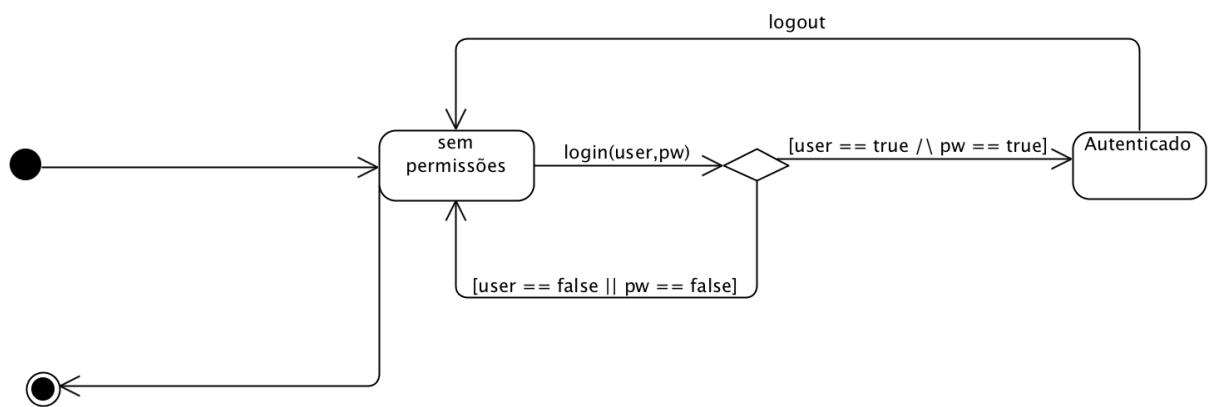 logout
sem
permissões
login(user,pw)
[user == true /\ pw == true]
Autenticado
[user == false || pw == false]